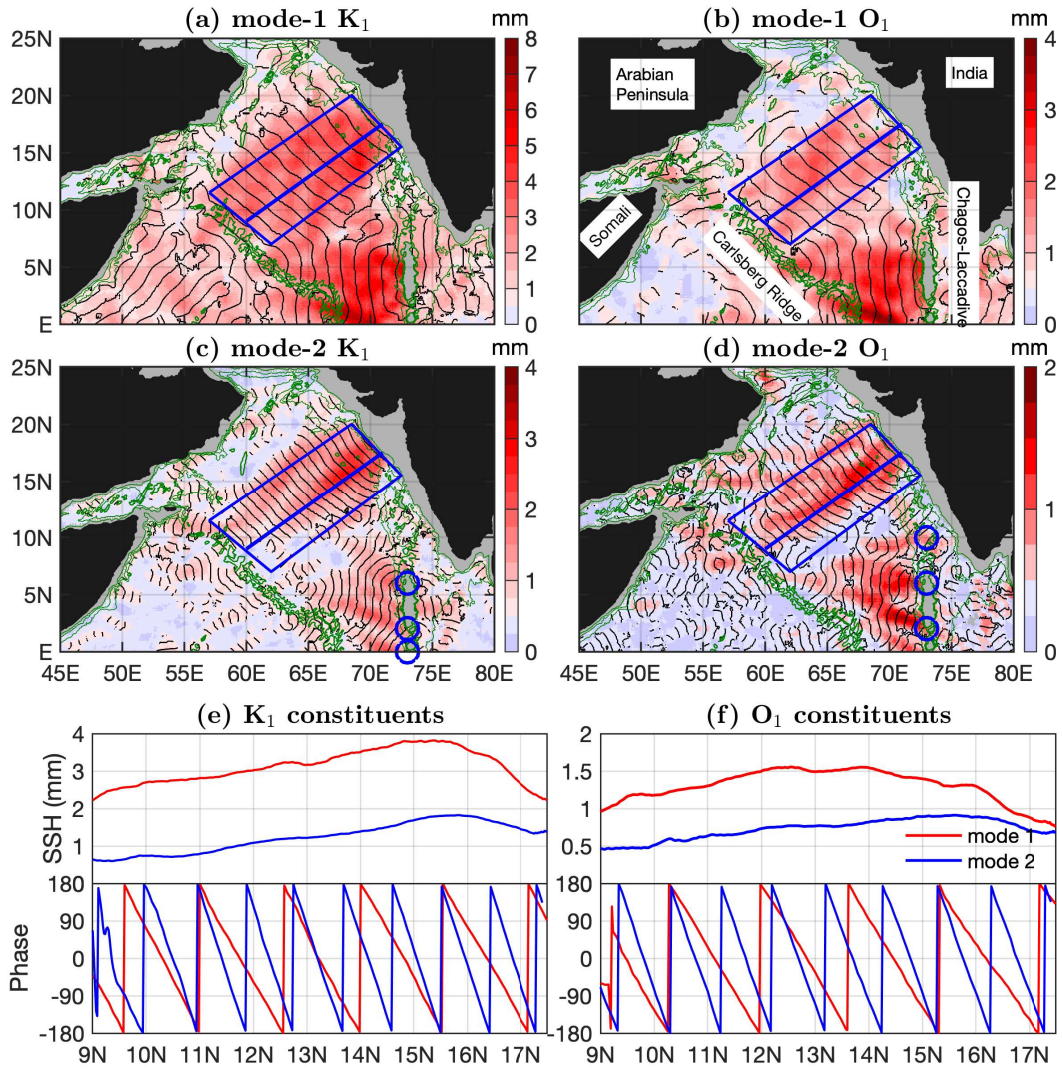 (a) mode-1 K₁
mm
(b) mode-1 O₁
mm
25N
20N
15N
10N
5N
E
8
7
6
5
4
3
2
1
0
Arabian
Peninsula
India
Somali
Carlsberg Ridge
Chagos-Laccadive
4
3
2
1
0
(c) mode-2 K₁
mm
(d) mode-2 O₁
mm
25N
20N
15N
10N
5N
E
4
3
2
1
0
2
1
0
45E 50E 55E 60E 65E 70E 75E 80E
45E 50E 55E 60E 65E 70E 75E 80E
(e) K₁ constituents
(f) O₁ constituents
SSH (mm)
4
3
2
1
2
1.5
1
0.5
mode 1
mode 2
Phase
180
90
0
-90
-180
180
90
0
-90
-180
9N 10N 11N 12N 13N 14N 15N 16N 17N
9N 10N 11N 12N 13N 14N 15N 16N 17N